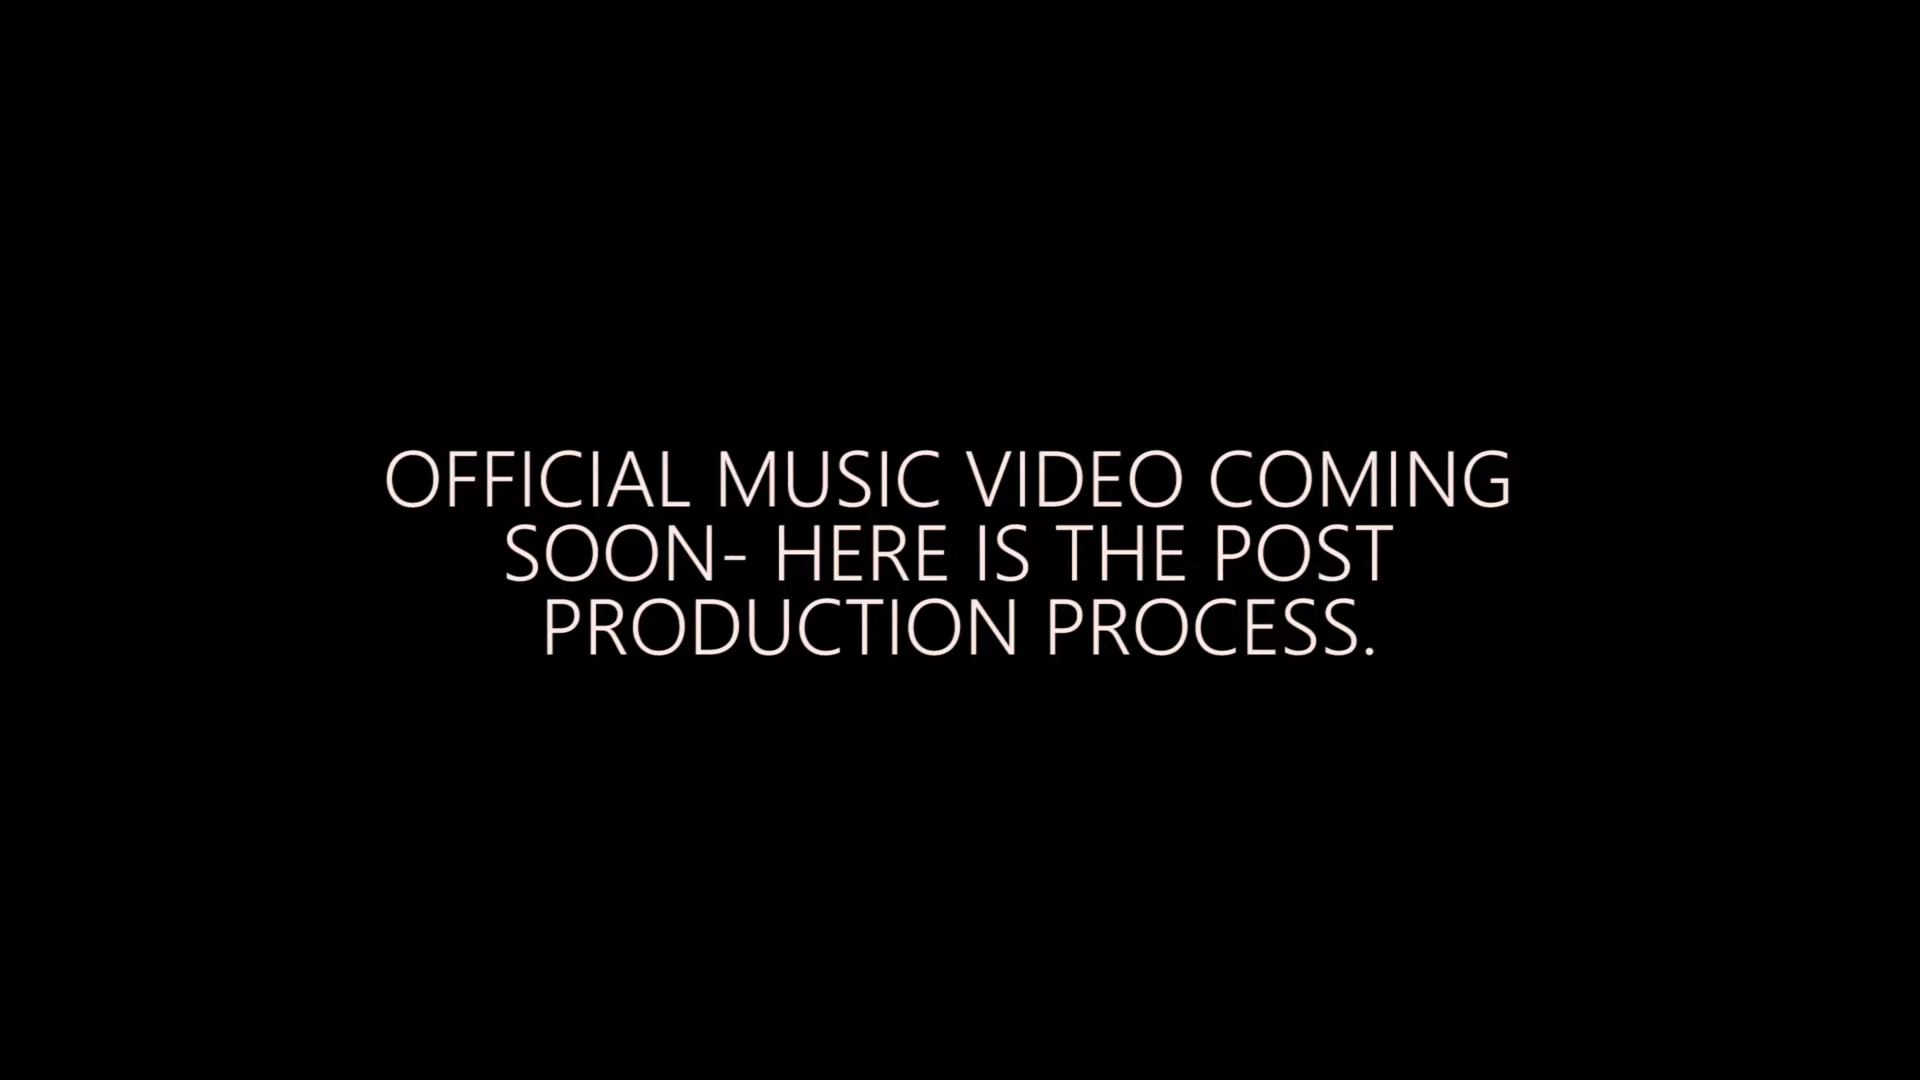 OFFICIAL MUSIC VIDEO COMING
SOON- HERE IS THE POST
PRODUCTION PROCESS.